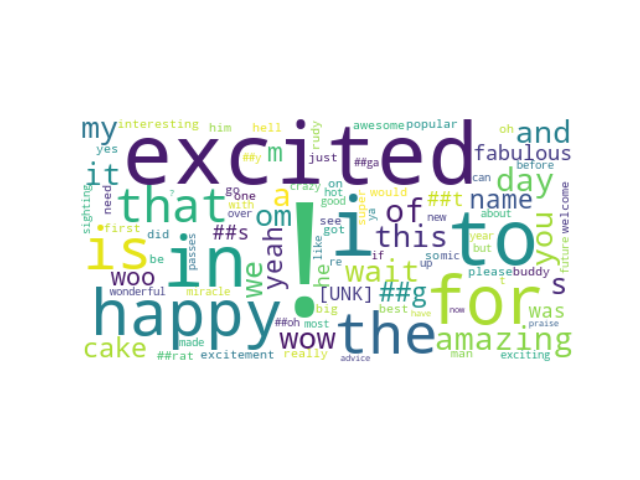 my interesting him hell excited rudy awesome popular oh and
yes ##y m just ##ga fabulous
it need that go one a crazy on hot good super would ##t can before day
sighting ? over with om see ya of new name about you welcome
first did ##s yeah ! like got i this year but to future
is be passes in we he re if up somic wait please buddy s
woo wonderful miracle [UNK] ##g t was
happy ##oh big most best have the now for praise
cake made wow amazing
##rat excitement really advice man exciting